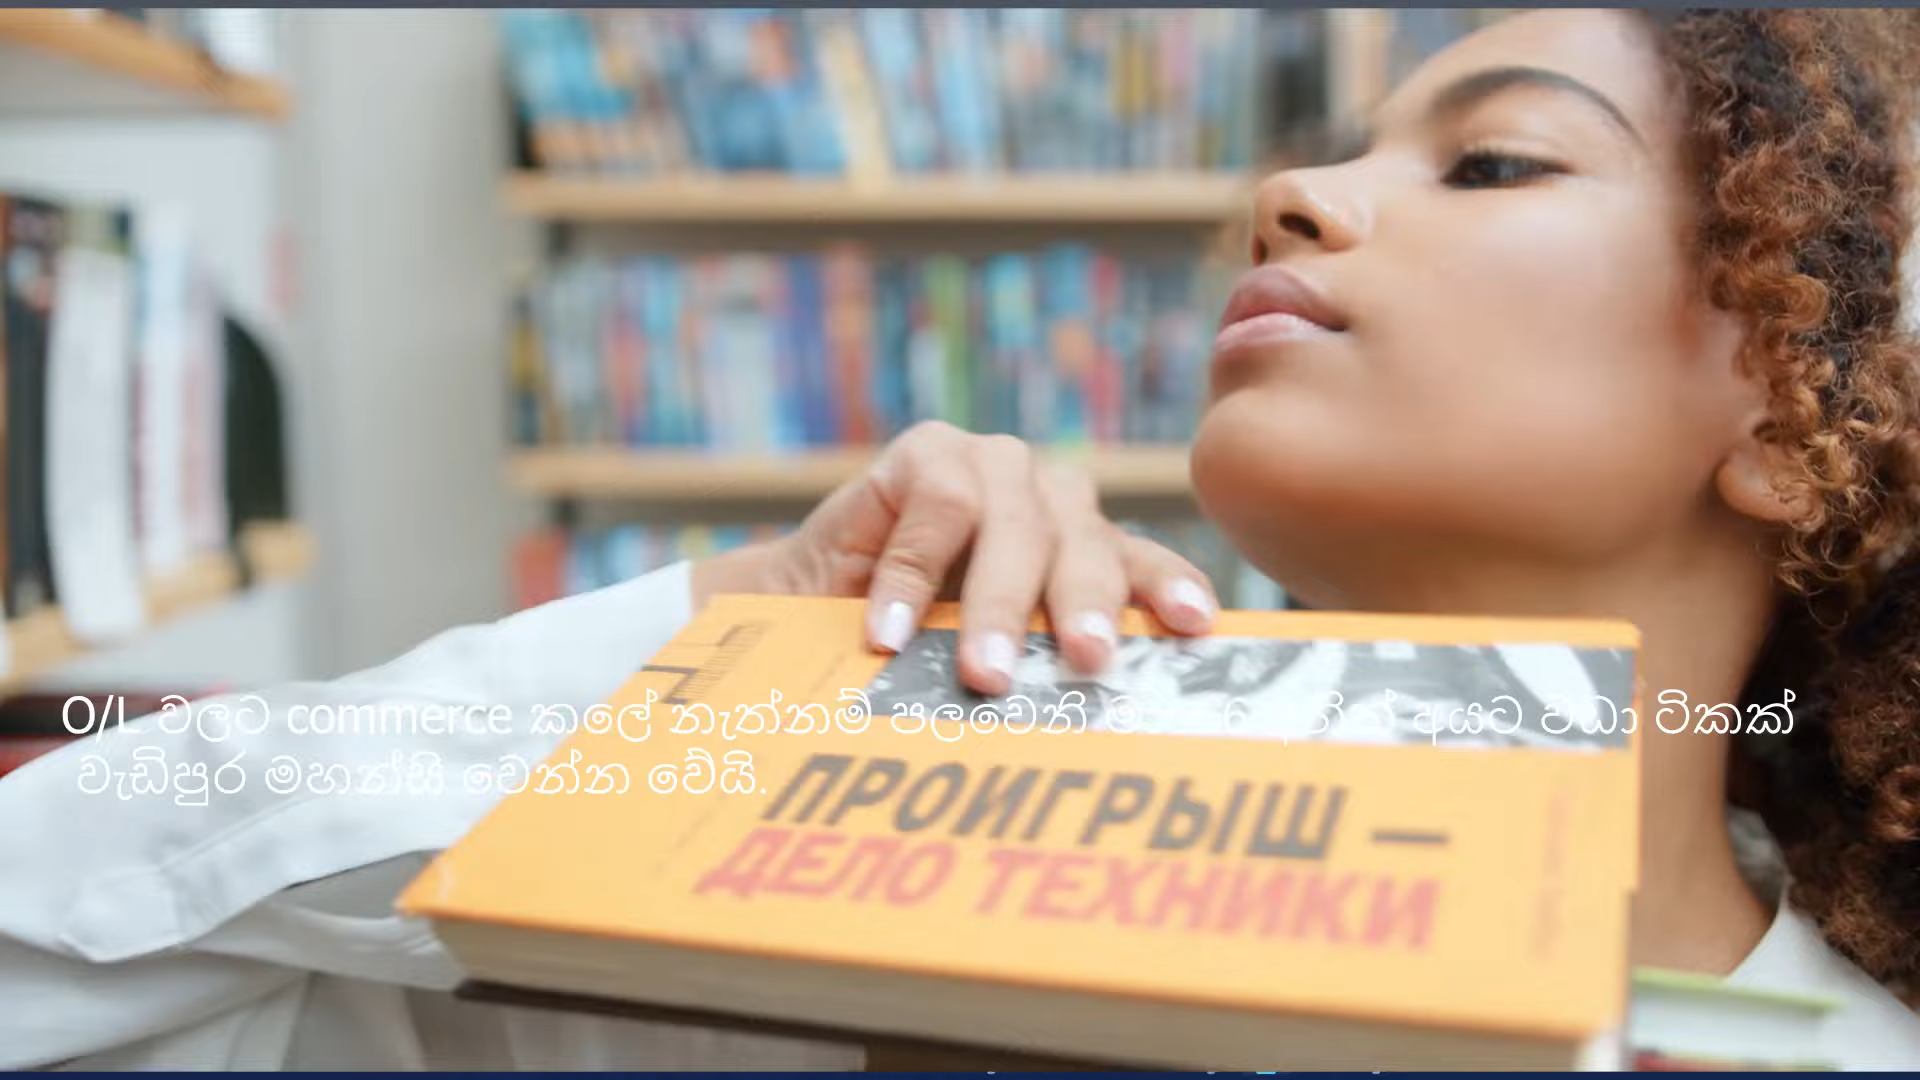 O/L වලට commerce කලේ නැත්නම් පලවෙනි අයට වඩා ටිකක්
වැඩිපුර මහන්සි වෙන්න වේයි.
ПРОИГРЫШ —
ДЕЛО ТЕХНИКИ